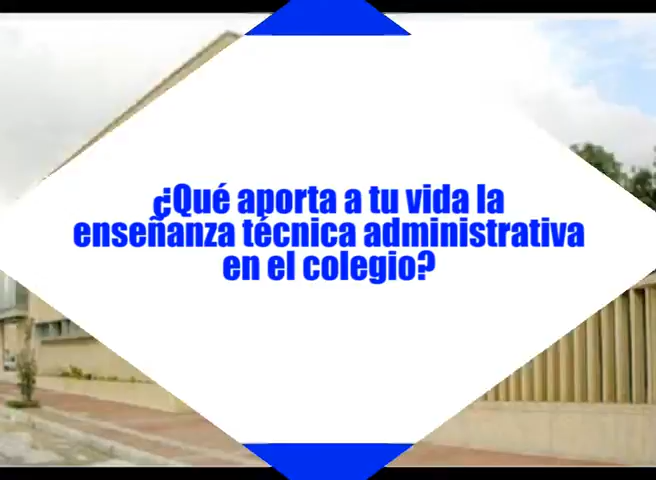 ¿Qué aporta a tu vida la
enseñanza técnica administrativa
en el colegio?